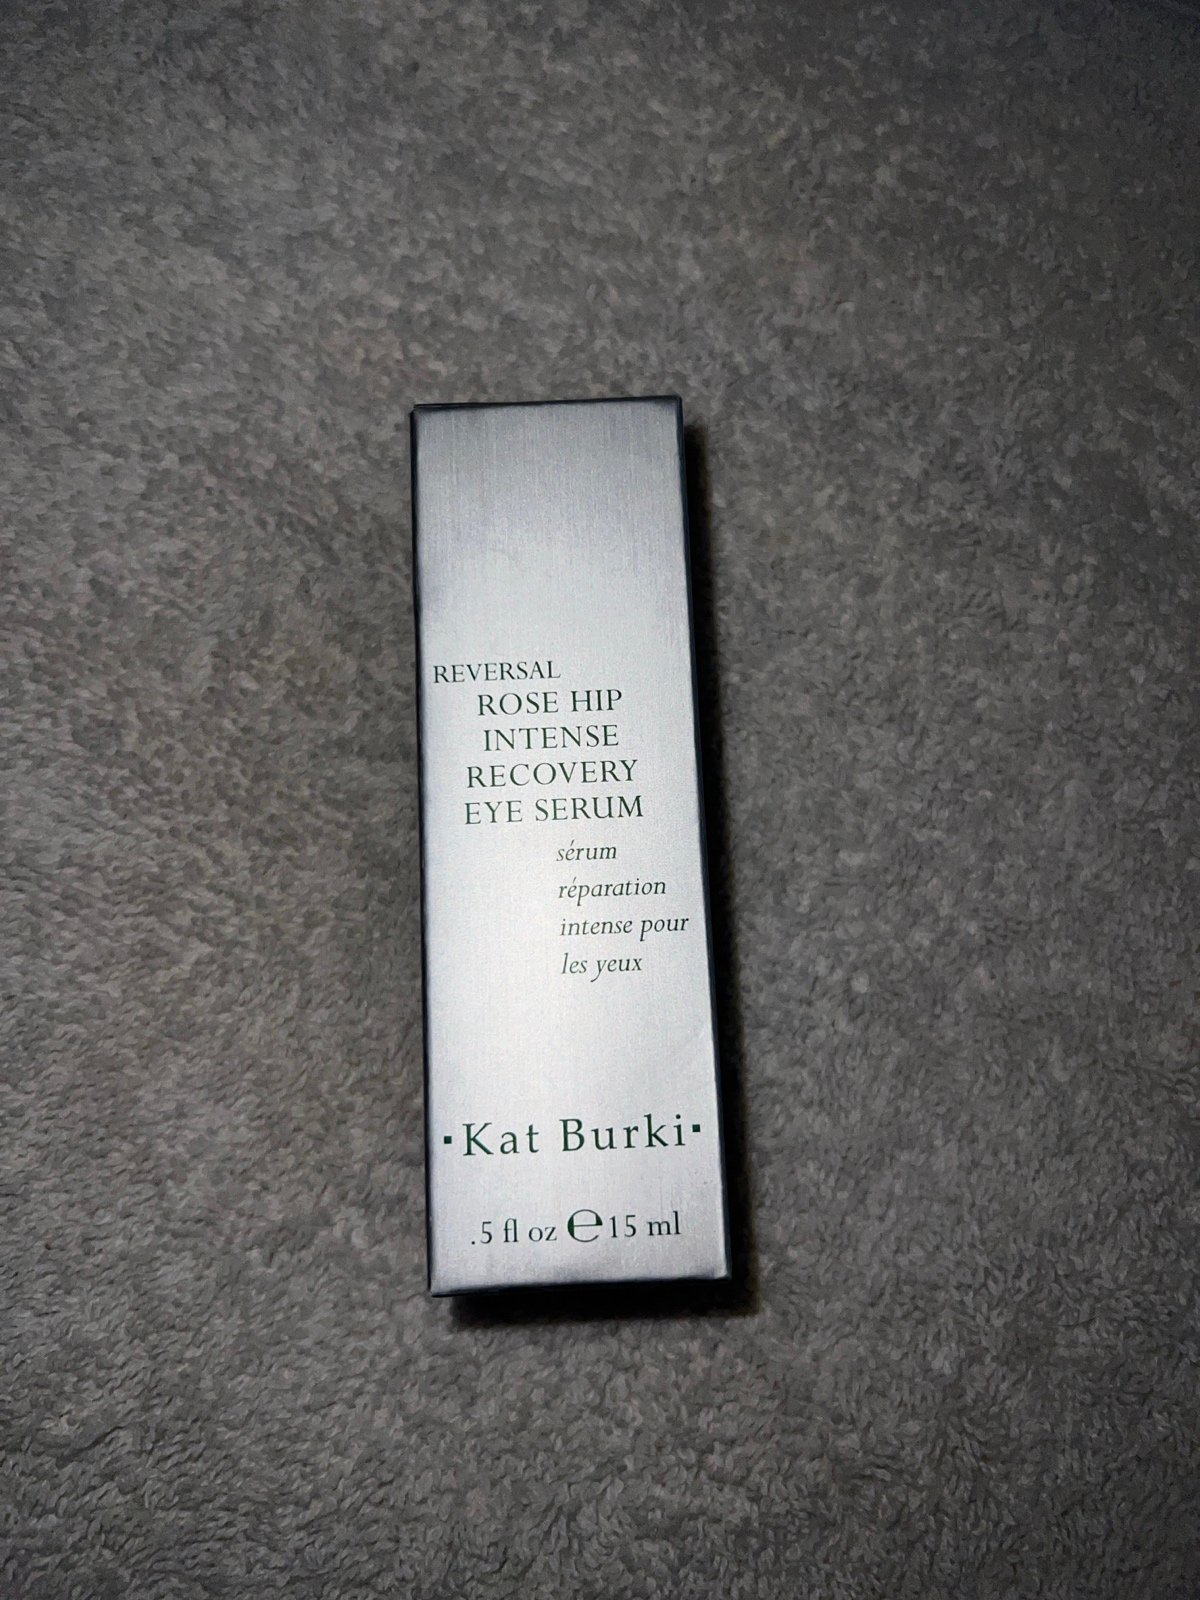 REVERSAL
ROSE HIP
INTENSE
RECOVERY
EYE SERUM
sérum
réparation
intense pour
les yeux
▪Kat Burki▪
.5 fl oz ℮ 15 ml